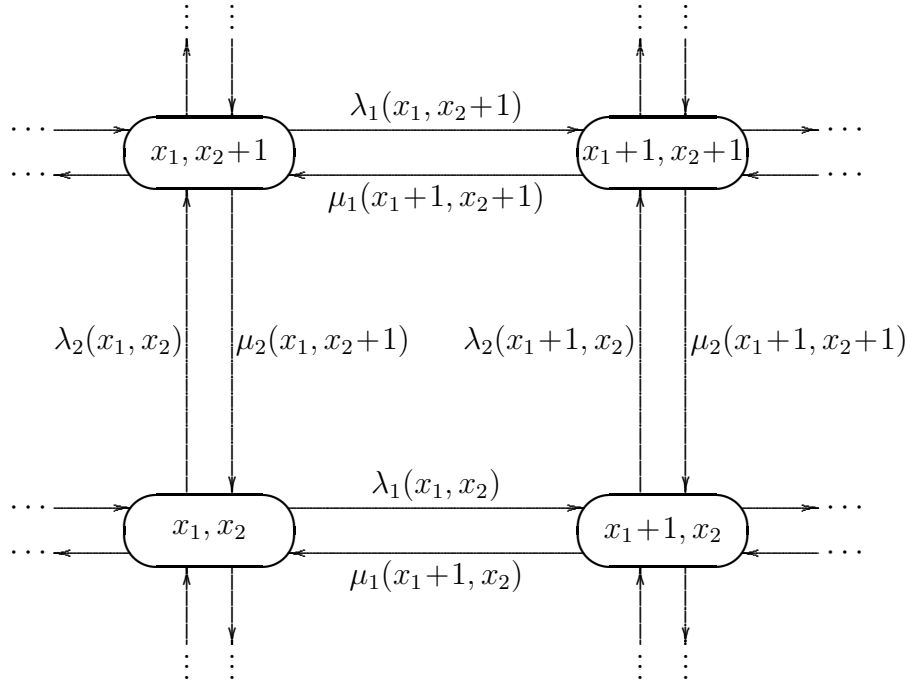 λ₁(x₁, x₂+1)
x₁, x₂+1
x₁+1, x₂+1
μ₁(x₁+1, x₂+1)
λ₂(x₁, x₂)
μ₂(x₁, x₂+1)
λ₂(x₁+1, x₂)
μ₂(x₁+1, x₂+1)
λ₁(x₁, x₂)
x₁, x₂
x₁+1, x₂
μ₁(x₁+1, x₂)